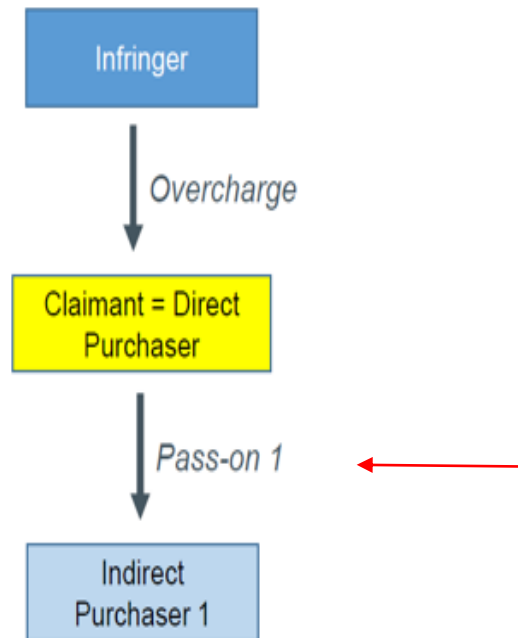 Infringer
Overcharge
Claimant = Direct
Purchaser
Pass-on 1
Indirect
Purchaser 1